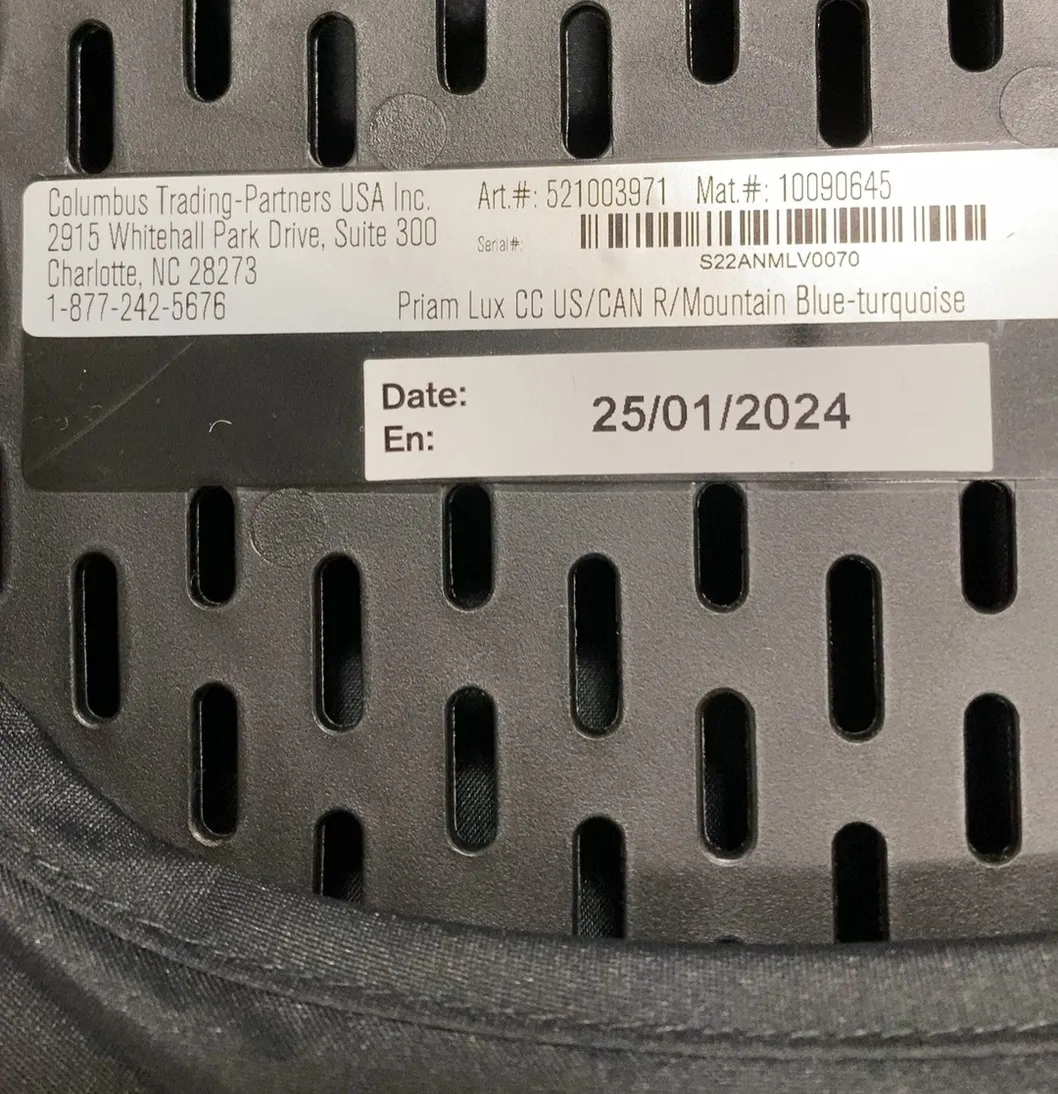 Columbus Trading-Partners USA Inc.
2915 Whitehall Park Drive, Suite 300
Charlotte, NC 28273
1-877-242-5676
Art.#: 521003971 Mat.#: 10090645
Serial#:
S22ANMLV0070
Priam Lux CC US/CAN R/Mountain Blue-turquoise
Date: 25/01/2024
En: